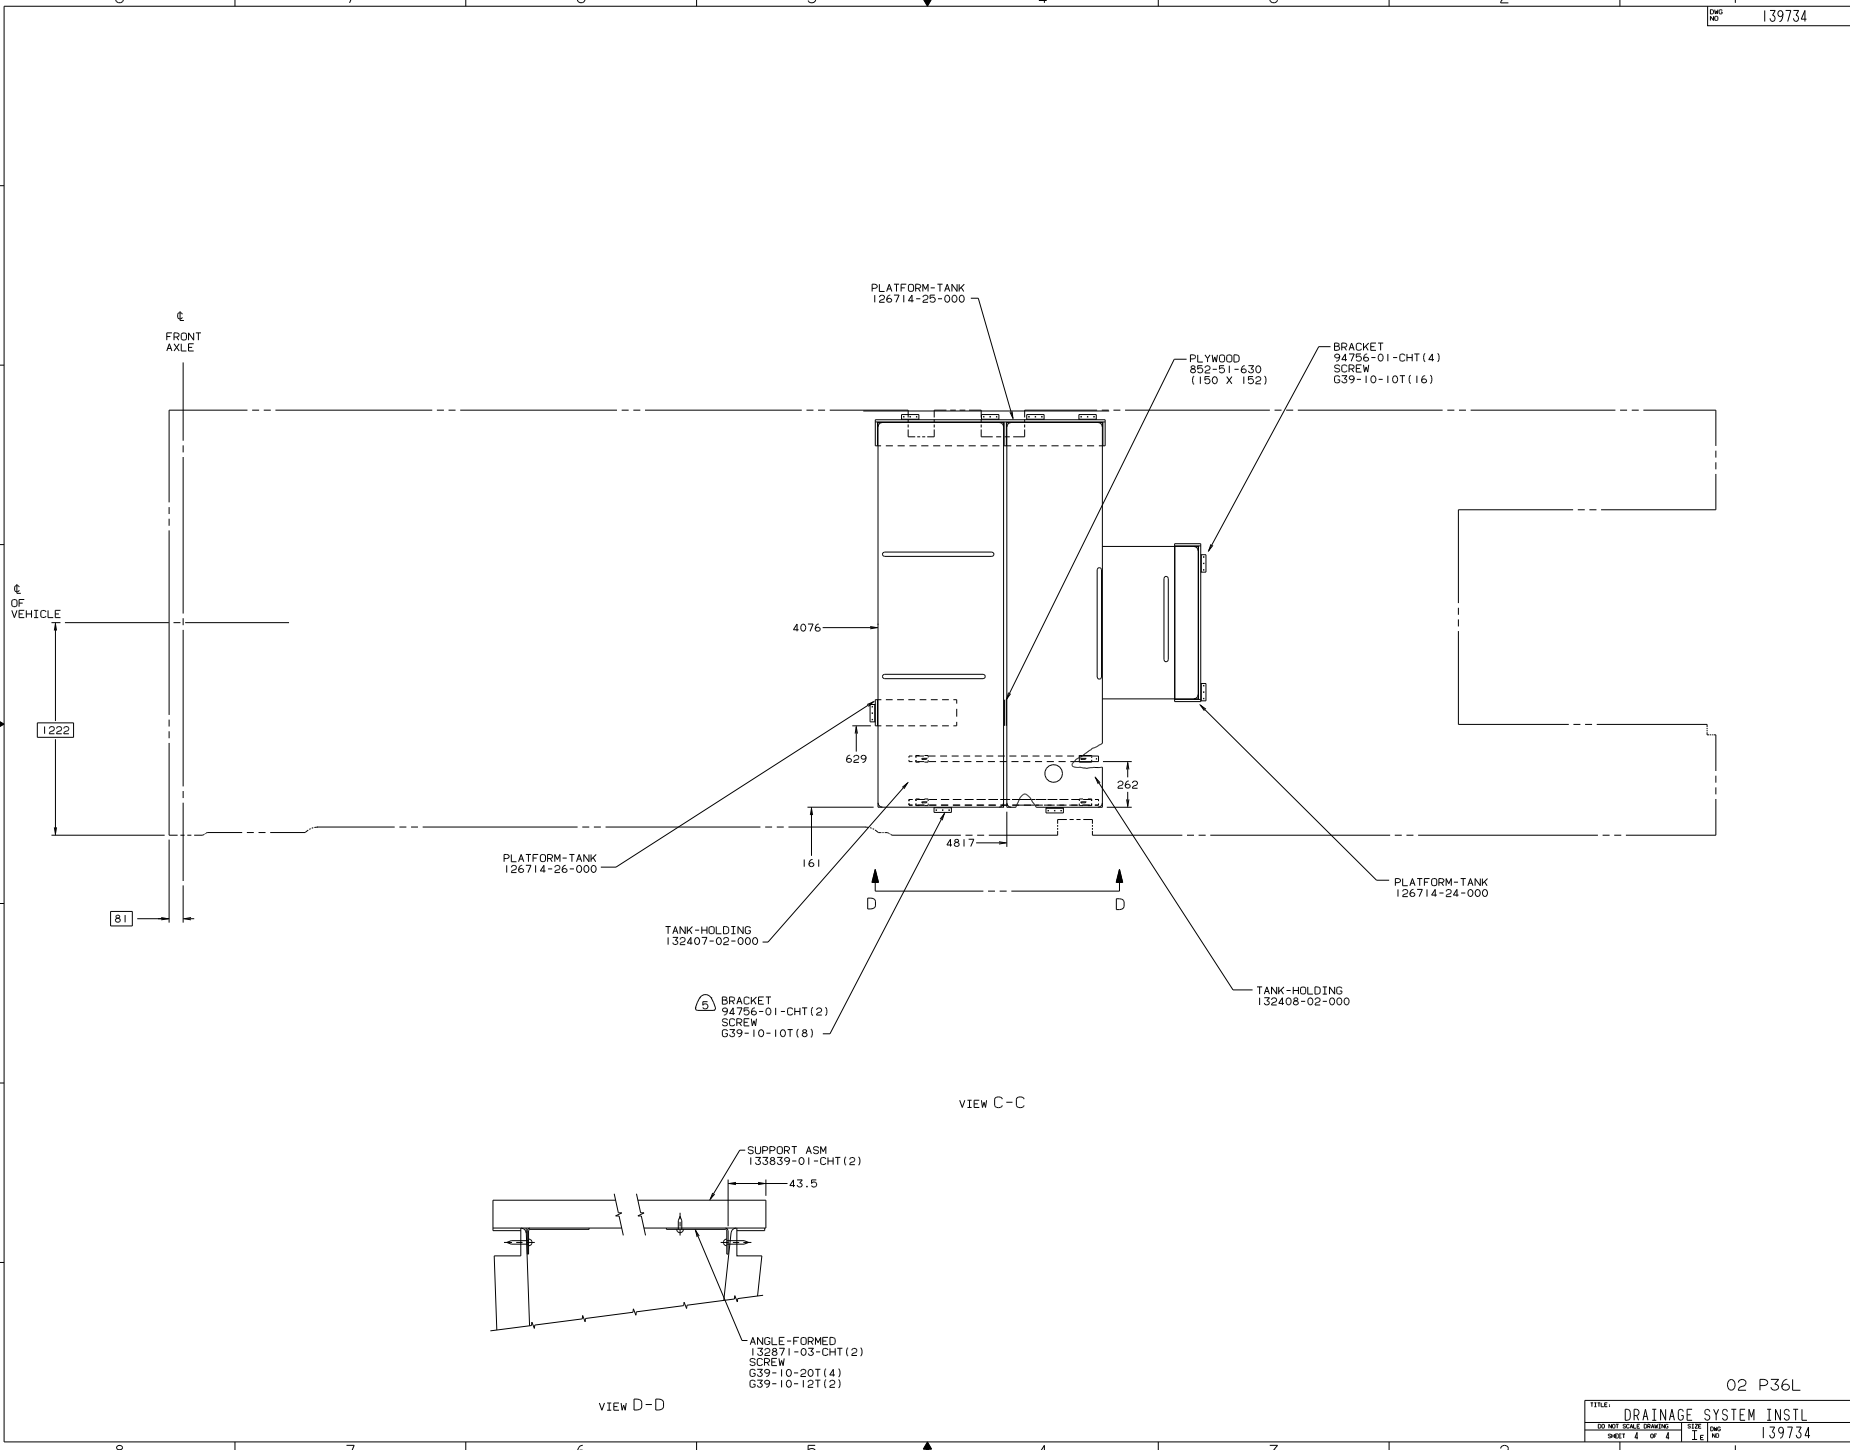 DWG NO 139734
PLATFORM-TANK
126714-25-000
℄
FRONT
AXLE
PLYWOOD
852-51-630
(150 X 152)
BRACKET
94756-01-CHT(4)
SCREW
G39-10-10T(16)
℄
OF
VEHICLE
4076
1222
629
262
161
4817
PLATFORM-TANK
126714-26-000
PLATFORM-TANK
126714-24-000
81
D
D
TANK-HOLDING
132407-02-000
TANK-HOLDING
132408-02-000
5
BRACKET
94756-01-CHT(2)
SCREW
G39-10-10T(8)
VIEW C-C
SUPPORT ASM
133839-01-CHT(2)
43.5
ANGLE-FORMED
132871-03-CHT(2)
SCREW
G39-10-20T(4)
G39-10-12T(2)
VIEW D-D
02 P36L
TITLE:
DRAINAGE SYSTEM INSTL
DO NOT SCALE DRAWING
SHEET 4 OF 4
SIZE
DWG NO 139734